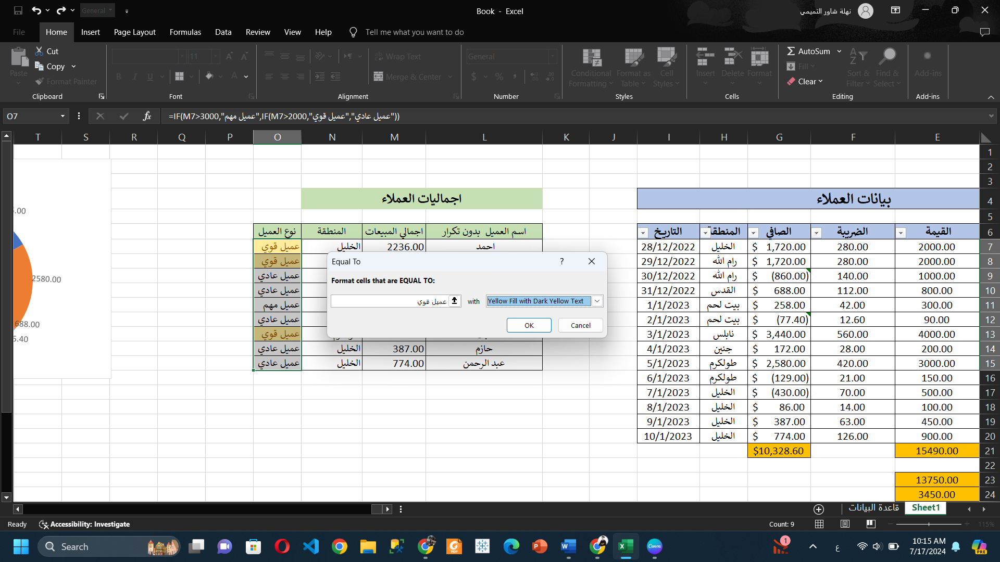 General
Book - Excel
نهلة شاور التميمي
File Home Insert Page Layout Formulas Data Review View Help Tell me what you want to do
Paste Cut Copy Format Painter Clipboard
11 B I U A Font
Wrap Text Merge & Center Alignment
General $ % Number
Conditional Formatting Format as Table Cell Styles Styles
Insert Delete Format Cells
AutoSum Fill Clear Sort & Filter Find & Select Editing
Add-ins Add-ins
O7 fx =IF(M7>3000,"عميل مهم",IF(M7>2000,"عميل قوي","عميل عادي"))
T S R Q P O N M L K J I H G F E
1
2
3
اجماليات العملاء بيانات العملاء 4
5
نوع العميل المنطقة اجمالي المبيعات اسم العميل بدون تكرار التاريخ المنطقة الصافي الضريبة القيمة 6
عميل قوي الخليل 2236.00 احمد 28/12/2022 الخليل $ 1,720.00 280.00 2000.00 7
عميل قوي 29/12/2022 رام الله $ 1,720.00 280.00 2000.00 8
عميل عادي 30/12/2022 رام الله $ (860.00) 140.00 1000.00 9
عميل عادي 31/12/2022 القدس $ 688.00 112.00 800.00 10
عميل مهم 1/1/2023 بيت لحم $ 258.00 42.00 300.00 11
عميل عادي 2/1/2023 بيت لحم $ (77.40) 12.60 90.00 12
عميل قوي 3/1/2023 نابلس $ 3,440.00 560.00 4000.00 13
عميل عادي الخليل 387.00 حازم 4/1/2023 جنين $ 172.00 28.00 200.00 14
عميل عادي الخليل 774.00 عبد الرحمن 5/1/2023 طولكرم $ 2,580.00 420.00 3000.00 15
6/1/2023 طولكرم $ (129.00) 21.00 150.00 16
7/1/2023 الخليل $ (430.00) 70.00 500.00 17
8/1/2023 الخليل $ 86.00 14.00 100.00 18
9/1/2023 الخليل $ 387.00 63.00 450.00 19
10/1/2023 الخليل $ 774.00 126.00 900.00 20
$10,328.60 15490.00 21
22
13750.00 23
3450.00 24
.00
2580.00
688.00
5.40
Equal To ?
Format cells that are EQUAL TO:
عميل قوي with Yellow Fill with Dark Yellow Text
OK Cancel
قاعدة البيانات Sheet1
Ready Accessibility: Investigate Count: 9 115%
Search PDF Canva 1 ع 10:15 AM
7/17/2024 PRE